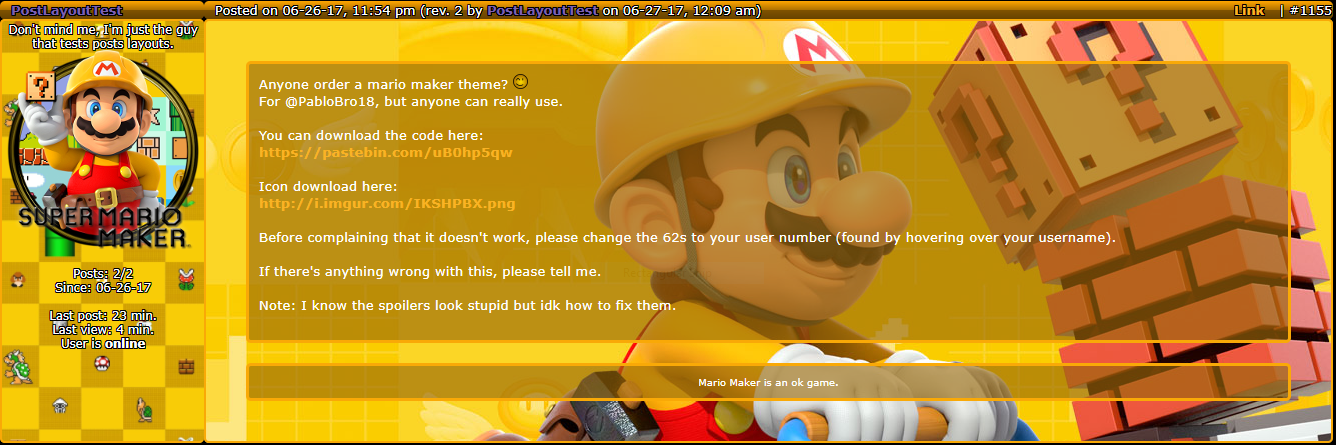 PostLayoutTest
Posted on 06-26-17, 11:54 pm (rev. 2 by PostLayoutTest on 06-27-17, 12:09 am)
Link | #1155
Don't mind me, I'm just the guy
that tests posts layouts.
SUPER MARIO
MAKER
Posts: 2/2
Since: 06-26-17
Last post: 23 min.
Last view: 4 min.
User is online
Anyone order a mario maker theme? 😊
For @PabloBro18, but anyone can really use.
You can download the code here:
https://pastebin.com/uB0hp5qw
Icon download here:
http://i.imgur.com/IKSHPBX.png
Before complaining that it doesn't work, please change the 62s to your user number (found by hovering over your username).
If there's anything wrong with this, please tell me.
Note: I know the spoilers look stupid but idk how to fix them.
Mario Maker is an ok game.